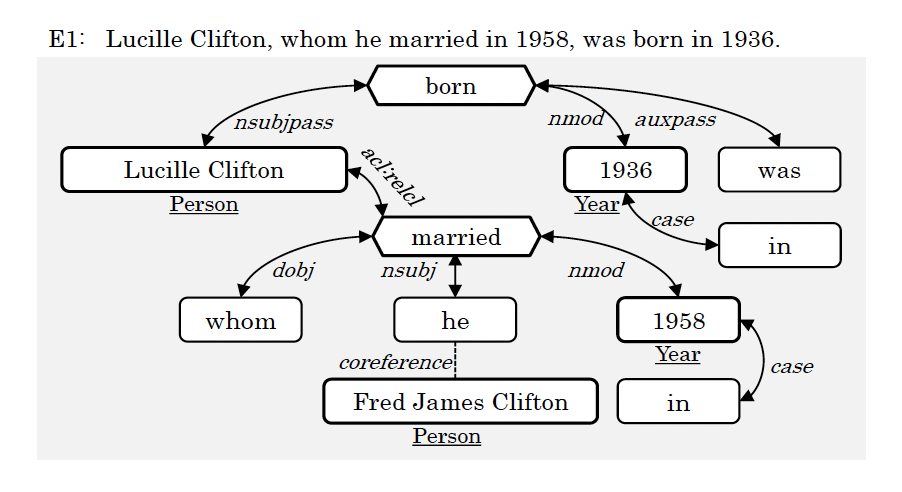 E1: Lucille Clifton, whom he married in 1958, was born in 1936.
born
nsubjpass
nmod
auxpass
Lucille Clifton
acl:relcl
1936
was
Person
Year
case
married
in
dobj
nsubj
nmod
whom
he
1958
coreference
Year
case
Fred James Clifton
in
Person